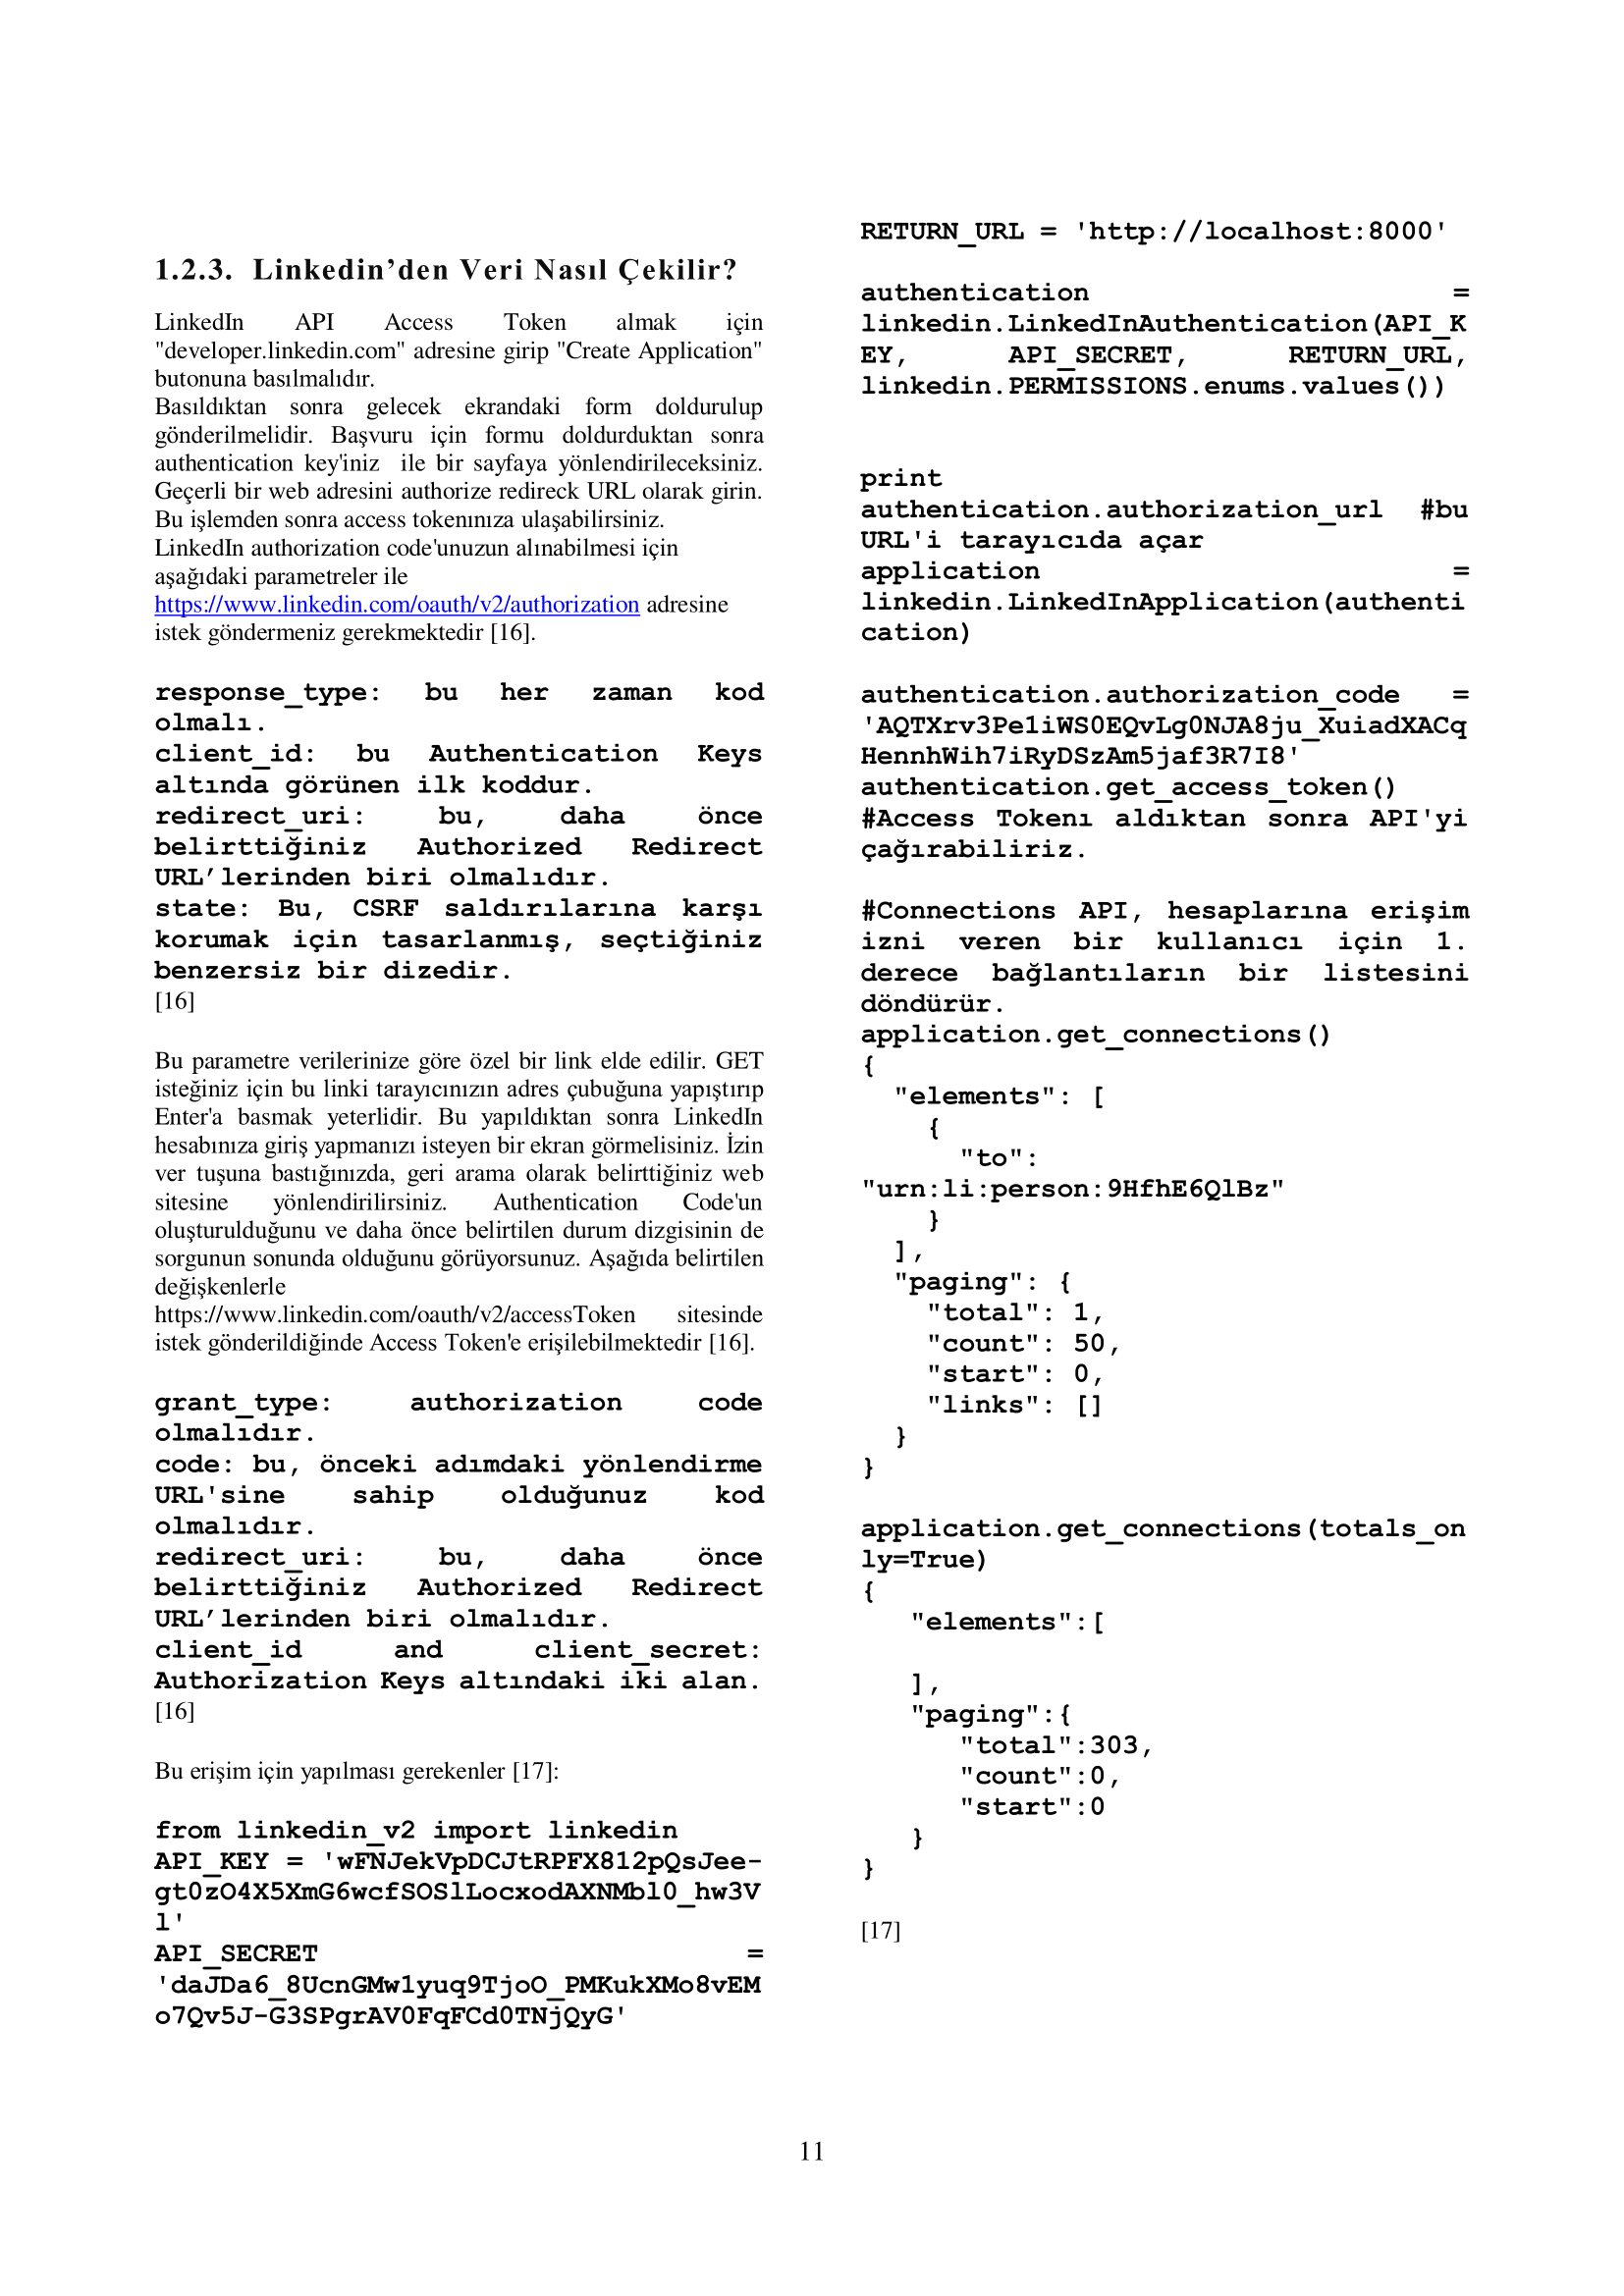 1.2.3. Linkedin’den Veri Nasıl Çekilir?
LinkedIn API Access Token almak için
"developer.linkedin.com" adresine girip "Create Application"
butonuna basılmalıdır.
Basıldıktan sonra gelecek ekrandaki form doldurulup
gönderilmelidir. Başvuru için formu doldurduktan sonra
authentication key'iniz ile bir sayfaya yönlendirileceksiniz.
Geçerli bir web adresini authorize redireck URL olarak girin.
Bu işlemden sonra access tokenınıza ulaşabilirsiniz.
LinkedIn authorization code'unuzun alınabilmesi için
aşağıdaki parametreler ile
https://www.linkedin.com/oauth/v2/authorization adresine
istek göndermeniz gerekmektedir [16].
response_type: bu her zaman kod
olmalı.
client_id: bu Authentication Keys
altında görünen ilk koddur.
redirect_uri: bu, daha önce
belirttiğiniz Authorized Redirect
URL’lerinden biri olmalıdır.
state: Bu, CSRF saldırılarına karşı
korumak için tasarlanmış, seçtiğiniz
benzersiz bir dizedir.
[16]
Bu parametre verilerinize göre özel bir link elde edilir. GET
isteğiniz için bu linki tarayıcınızın adres çubuğuna yapıştırıp
Enter'a basmak yeterlidir. Bu yapıldıktan sonra LinkedIn
hesabınıza giriş yapmanızı isteyen bir ekran görmelisiniz. İzin
ver tuşuna bastığınızda, geri arama olarak belirttiğiniz web
sitesine yönlendirilirsiniz. Authentication Code'un
oluşturulduğunu ve daha önce belirtilen durum dizgisinin de
sorgunun sonunda olduğunu görüyorsunuz. Aşağıda belirtilen
değişkenlerle
https://www.linkedin.com/oauth/v2/accessToken sitesinde
istek gönderildiğinde Access Token'e erişilebilmektedir [16].
grant_type: authorization code
olmalıdır.
code: bu, önceki adımdaki yönlendirme
URL'sine sahip olduğunuz kod
olmalıdır.
redirect_uri: bu, daha önce
belirttiğiniz Authorized Redirect
URL’lerinden biri olmalıdır.
client_id and client_secret:
Authorization Keys altındaki iki alan.
[16]
Bu erişim için yapılması gerekenler [17]:
from linkedin_v2 import linkedin
API_KEY = 'wFNJekVpDCJtRPFX812pQsJee-
gt0zO4X5XmG6wcfSOSlLocxodAXNMbl0_hw3V
l'
API_SECRET =
'daJDa6_8UcnGMw1yuq9TjoO_PMKukXMo8vEM
o7Qv5J-G3SPgrAV0FqFCd0TNjQyG'
RETURN_URL = 'http://localhost:8000'
authentication =
linkedin.LinkedInAuthentication(API_K
EY, API_SECRET, RETURN_URL,
linkedin.PERMISSIONS.enums.values())
print
authentication.authorization_url #bu
URL'i tarayıcıda açar
application =
linkedin.LinkedInApplication(authenti
cation)
authentication.authorization_code =
'AQTXrv3Pe1iWS0EQvLg0NJA8ju_XuiadXACq
HennhWih7iRyDSzAm5jaf3R7I8'
authentication.get_access_token()
#Access Tokenı aldıktan sonra API'yi
çağırabiliriz.
#Connections API, hesaplarına erişim
izni veren bir kullanıcı için 1.
derece bağlantıların bir listesini
döndürür.
application.get_connections()
{
"elements": [
{
"to":
"urn:li:person:9HfhE6QlBz"
}
],
"paging": {
"total": 1,
"count": 50,
"start": 0,
"links": []
}
}
application.get_connections(totals_on
ly=True)
{
"elements":[
],
"paging":{
"total":303,
"count":0,
"start":0
}
}
[17]
11